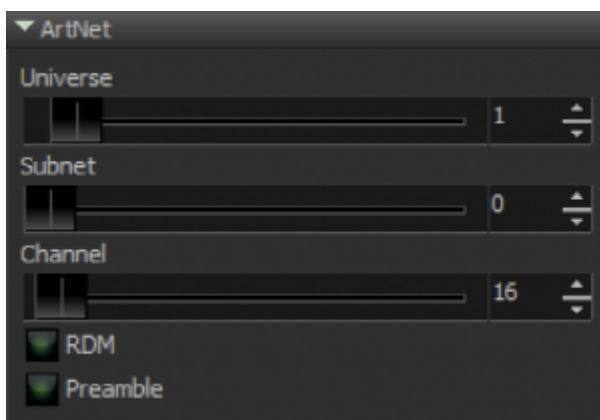 ArtNet
Universe
1
Subnet
0
Channel
16
RDM
Preamble